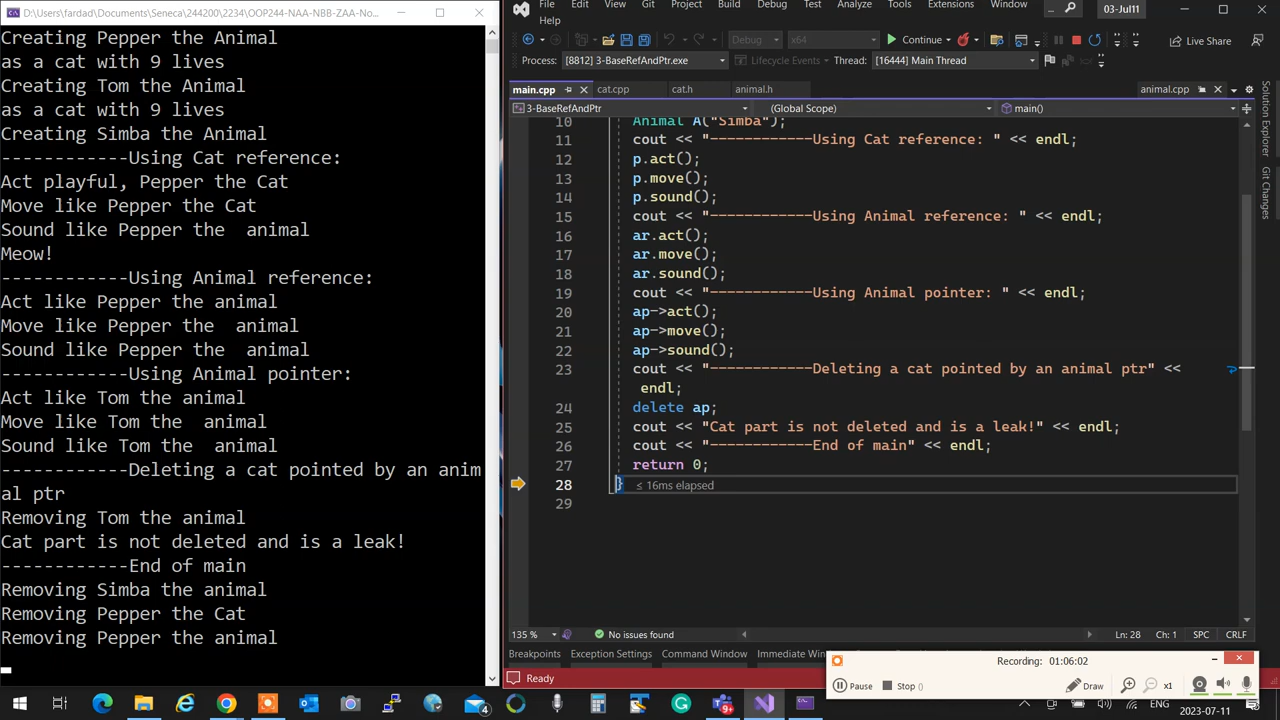 D:\Users\fardad\Documents\Seneca\244200\2234\OOP244-NAA-NBB-ZAA-No...
Creating Pepper the Animal
as a cat with 9 lives
Creating Tom the Animal
as a cat with 9 lives
Creating Simba the Animal
------------Using Cat reference:
Act playful, Pepper the Cat
Move like Pepper the Cat
Sound like Pepper the  animal
Meow!
------------Using Animal reference:
Act like Pepper the animal
Move like Pepper the  animal
Sound like Pepper the  animal
------------Using Animal pointer:
Act like Tom the animal
Move like Tom the  animal
Sound like Tom the  animal
------------Deleting a cat pointed by an anim
al ptr
Removing Tom the animal
Cat part is not deleted and is a leak!
------------End of main
Removing Simba the animal
Removing Pepper the Cat
Removing Pepper the animal
File Edit View Git Project Build Debug Test Analyze Tools Extensions Window
Help
03-Jul11
Debug x64 Continue Live Share
Process: [8812] 3-BaseRefAndPtr.exe Lifecycle Events Thread: [16444] Main Thread
main.cpp cat.cpp cat.h animal.h animal.cpp
3-BaseRefAndPtr (Global Scope) main()
10 Animal A("Simba");
11 cout << "------------Using Cat reference: " << endl;
12 p.act();
13 p.move();
14 p.sound();
15 cout << "------------Using Animal reference: " << endl;
16 ar.act();
17 ar.move();
18 ar.sound();
19 cout << "------------Using Animal pointer: " << endl;
20 ap->act();
21 ap->move();
22 ap->sound();
23 cout << "------------Deleting a cat pointed by an animal ptr" <<
endl;
24 delete ap;
25 cout << "Cat part is not deleted and is a leak!" << endl;
26 cout << "------------End of main" << endl;
27 return 0;
28 } ≤ 16ms elapsed
29
Solution Explorer
Git Changes
135 % No issues found Ln: 28 Ch: 1 SPC CRLF
Breakpoints Exception Settings Command Window Immediate Win
Ready
Recording: 01:06:02
Pause Stop () Draw x1
ENG 2023-07-11